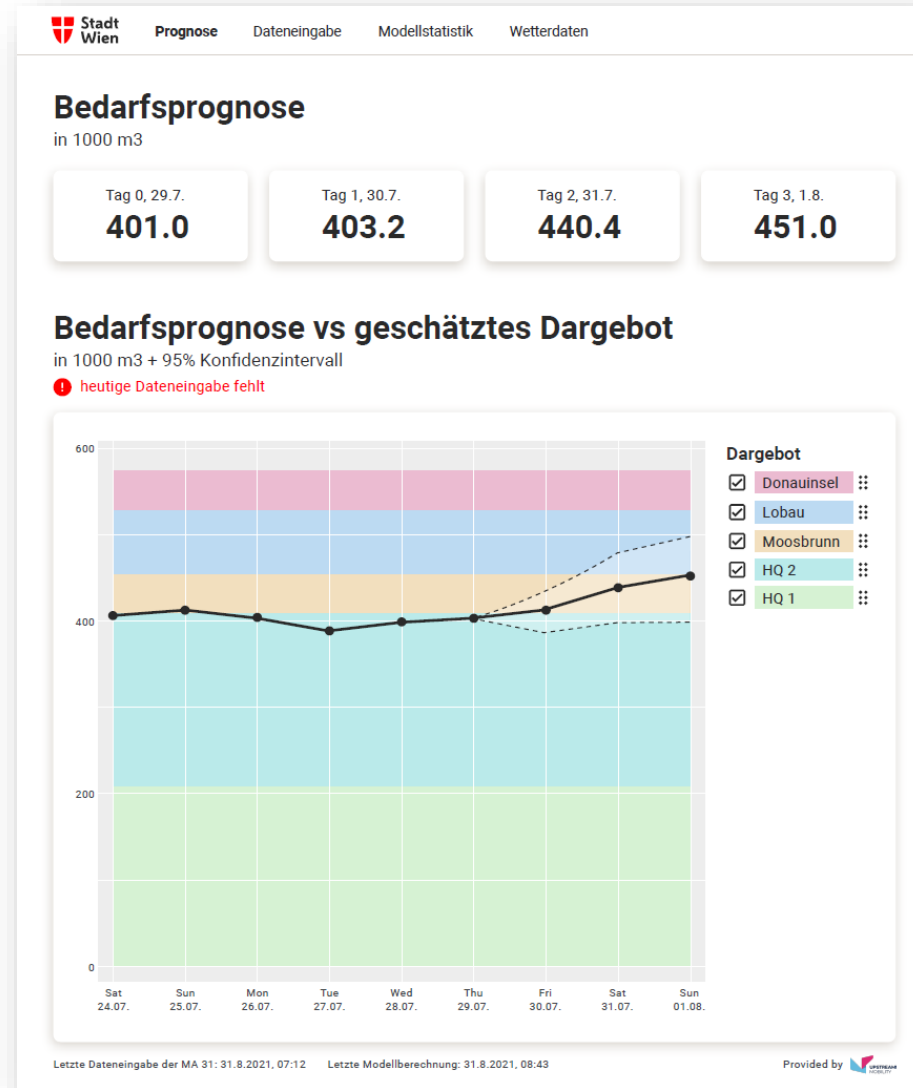 Stadt
Wien
Prognose Dateneingabe Modellstatistik Wetterdaten
Bedarfsprognose
in 1000 m3
Tag 0, 29.7. Tag 1, 30.7. Tag 2, 31.7. Tag 3, 1.8.
401.0 403.2 440.4 451.0
Bedarfsprognose vs geschätztes Dargebot
in 1000 m3 + 95% Konfidenzintervall
! heutige Dateneingabe fehlt
Dargebot
Donauinsel
Lobau
Moosbrunn
HQ 2
HQ 1
600
400
200
0
Sat Sun Mon Tue Wed Thu Fri Sat Sun
24.07. 25.07. 26.07. 27.07. 28.07. 29.07. 30.07. 31.07. 01.08.
Letzte Dateneingabe der MA 31: 31.8.2021, 07:12 Letzte Modellberechnung: 31.8.2021, 08:43 Provided by UPSTREAM
MOBILITY